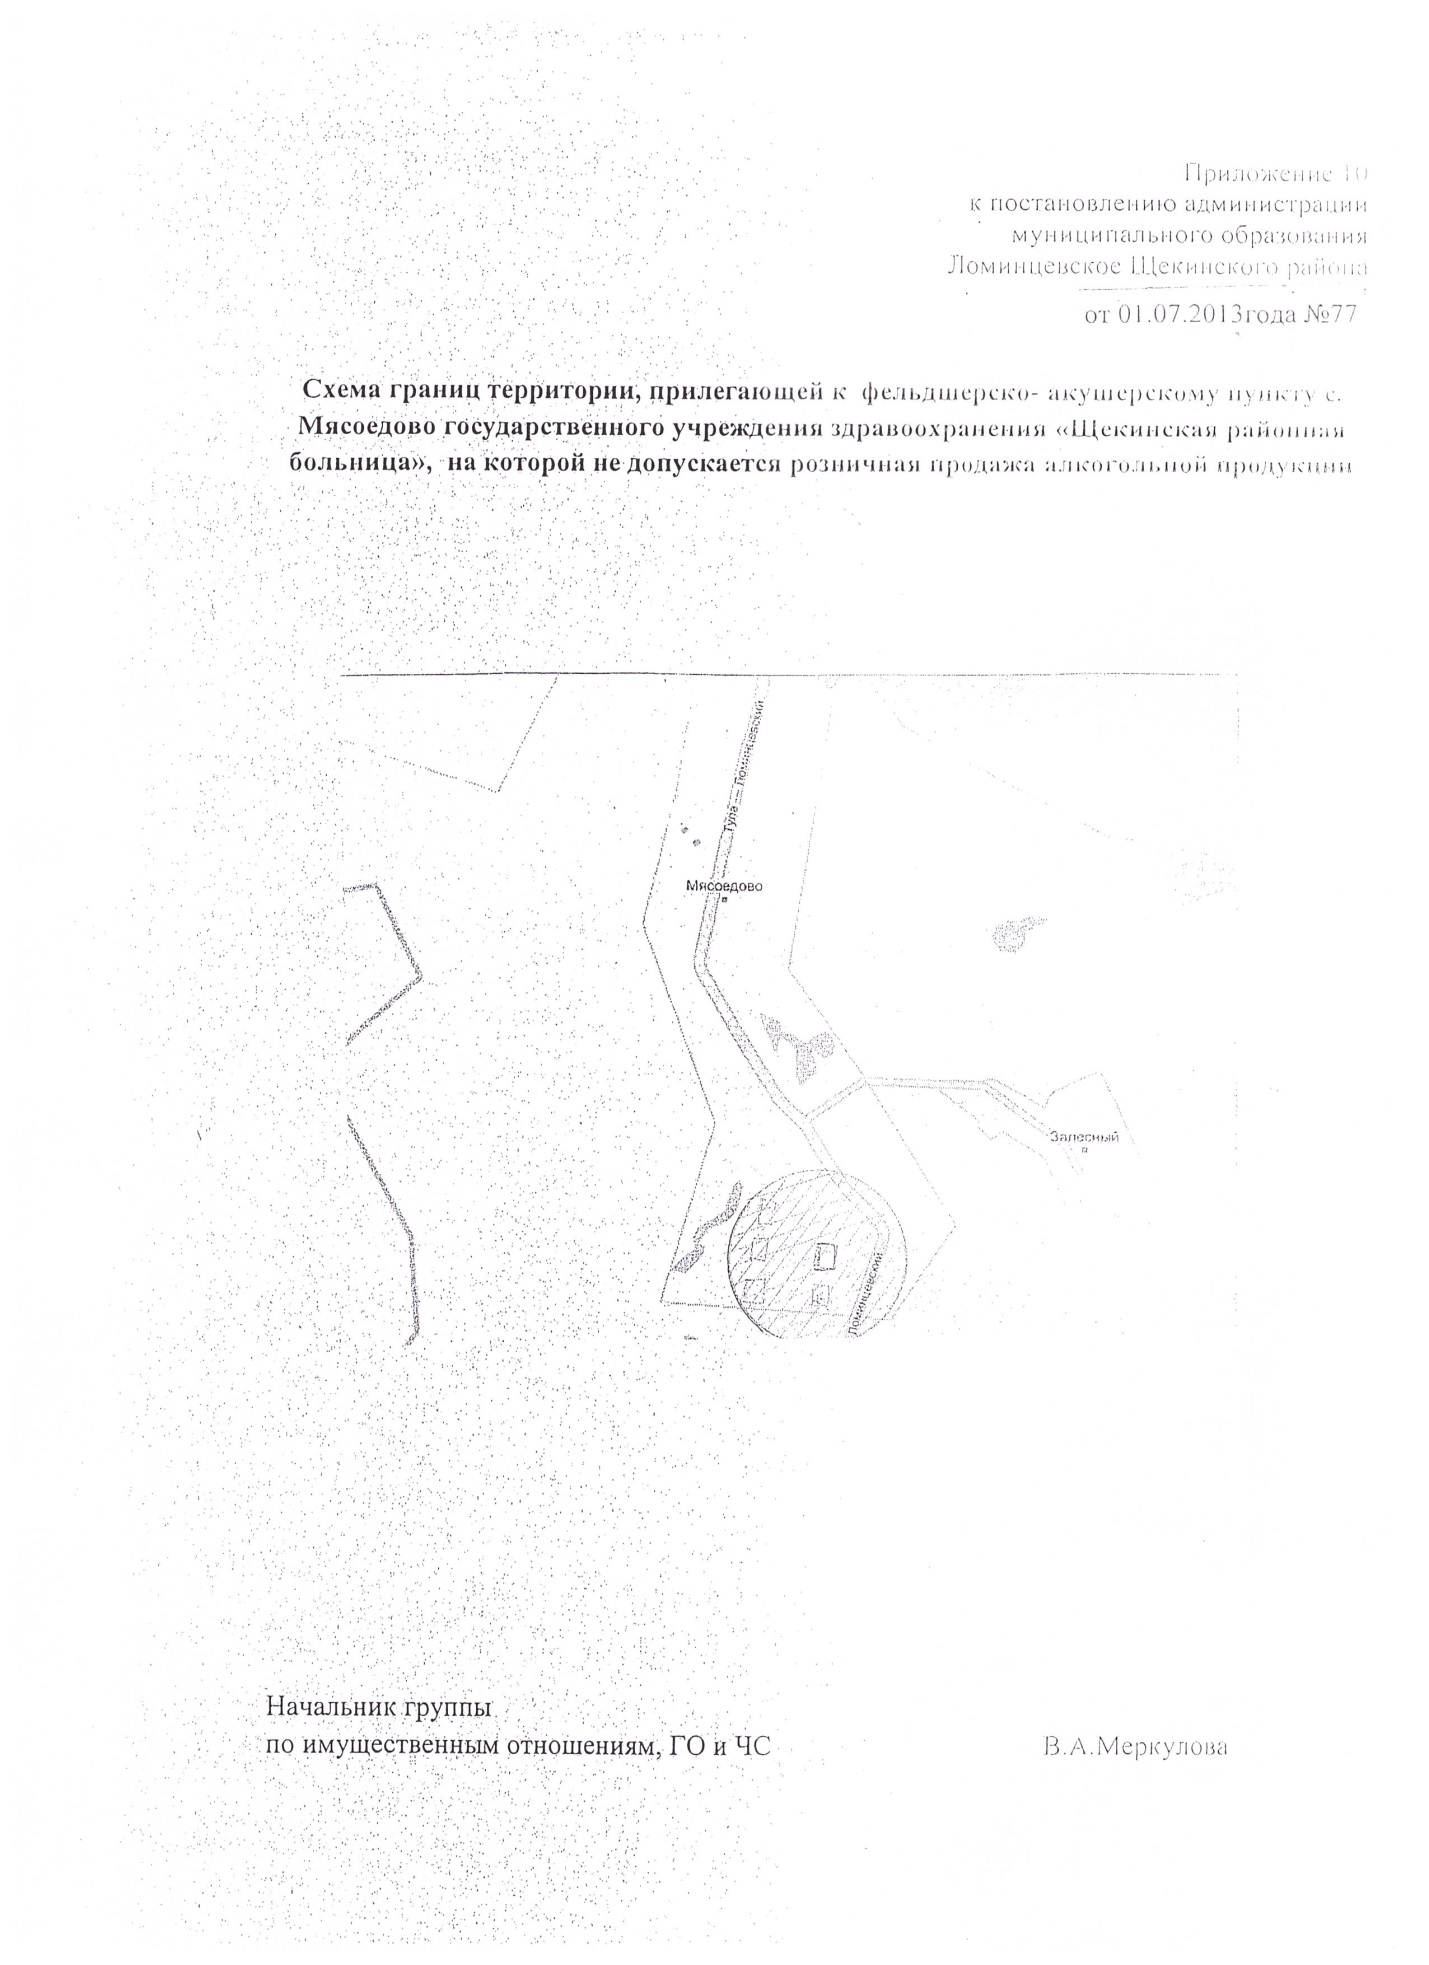 Приложение 10
к постановлению администрации
муниципального образования
Ломинцевское Щекинского района
от 01.07.2013года №77
Схема границ территории, прилегающей к фельдшерско- акушерскому пункту с.
Мясоедово государственного учреждения здравоохранения «Щекинская районная
больница», на которой не допускается розничная продажа алкогольной продукции
Тула — Ломинцевский
Мясоедово
Залесный
Ломинцевский
Начальник группы
по имущественным отношениям, ГО и ЧС
В.А.Меркулова